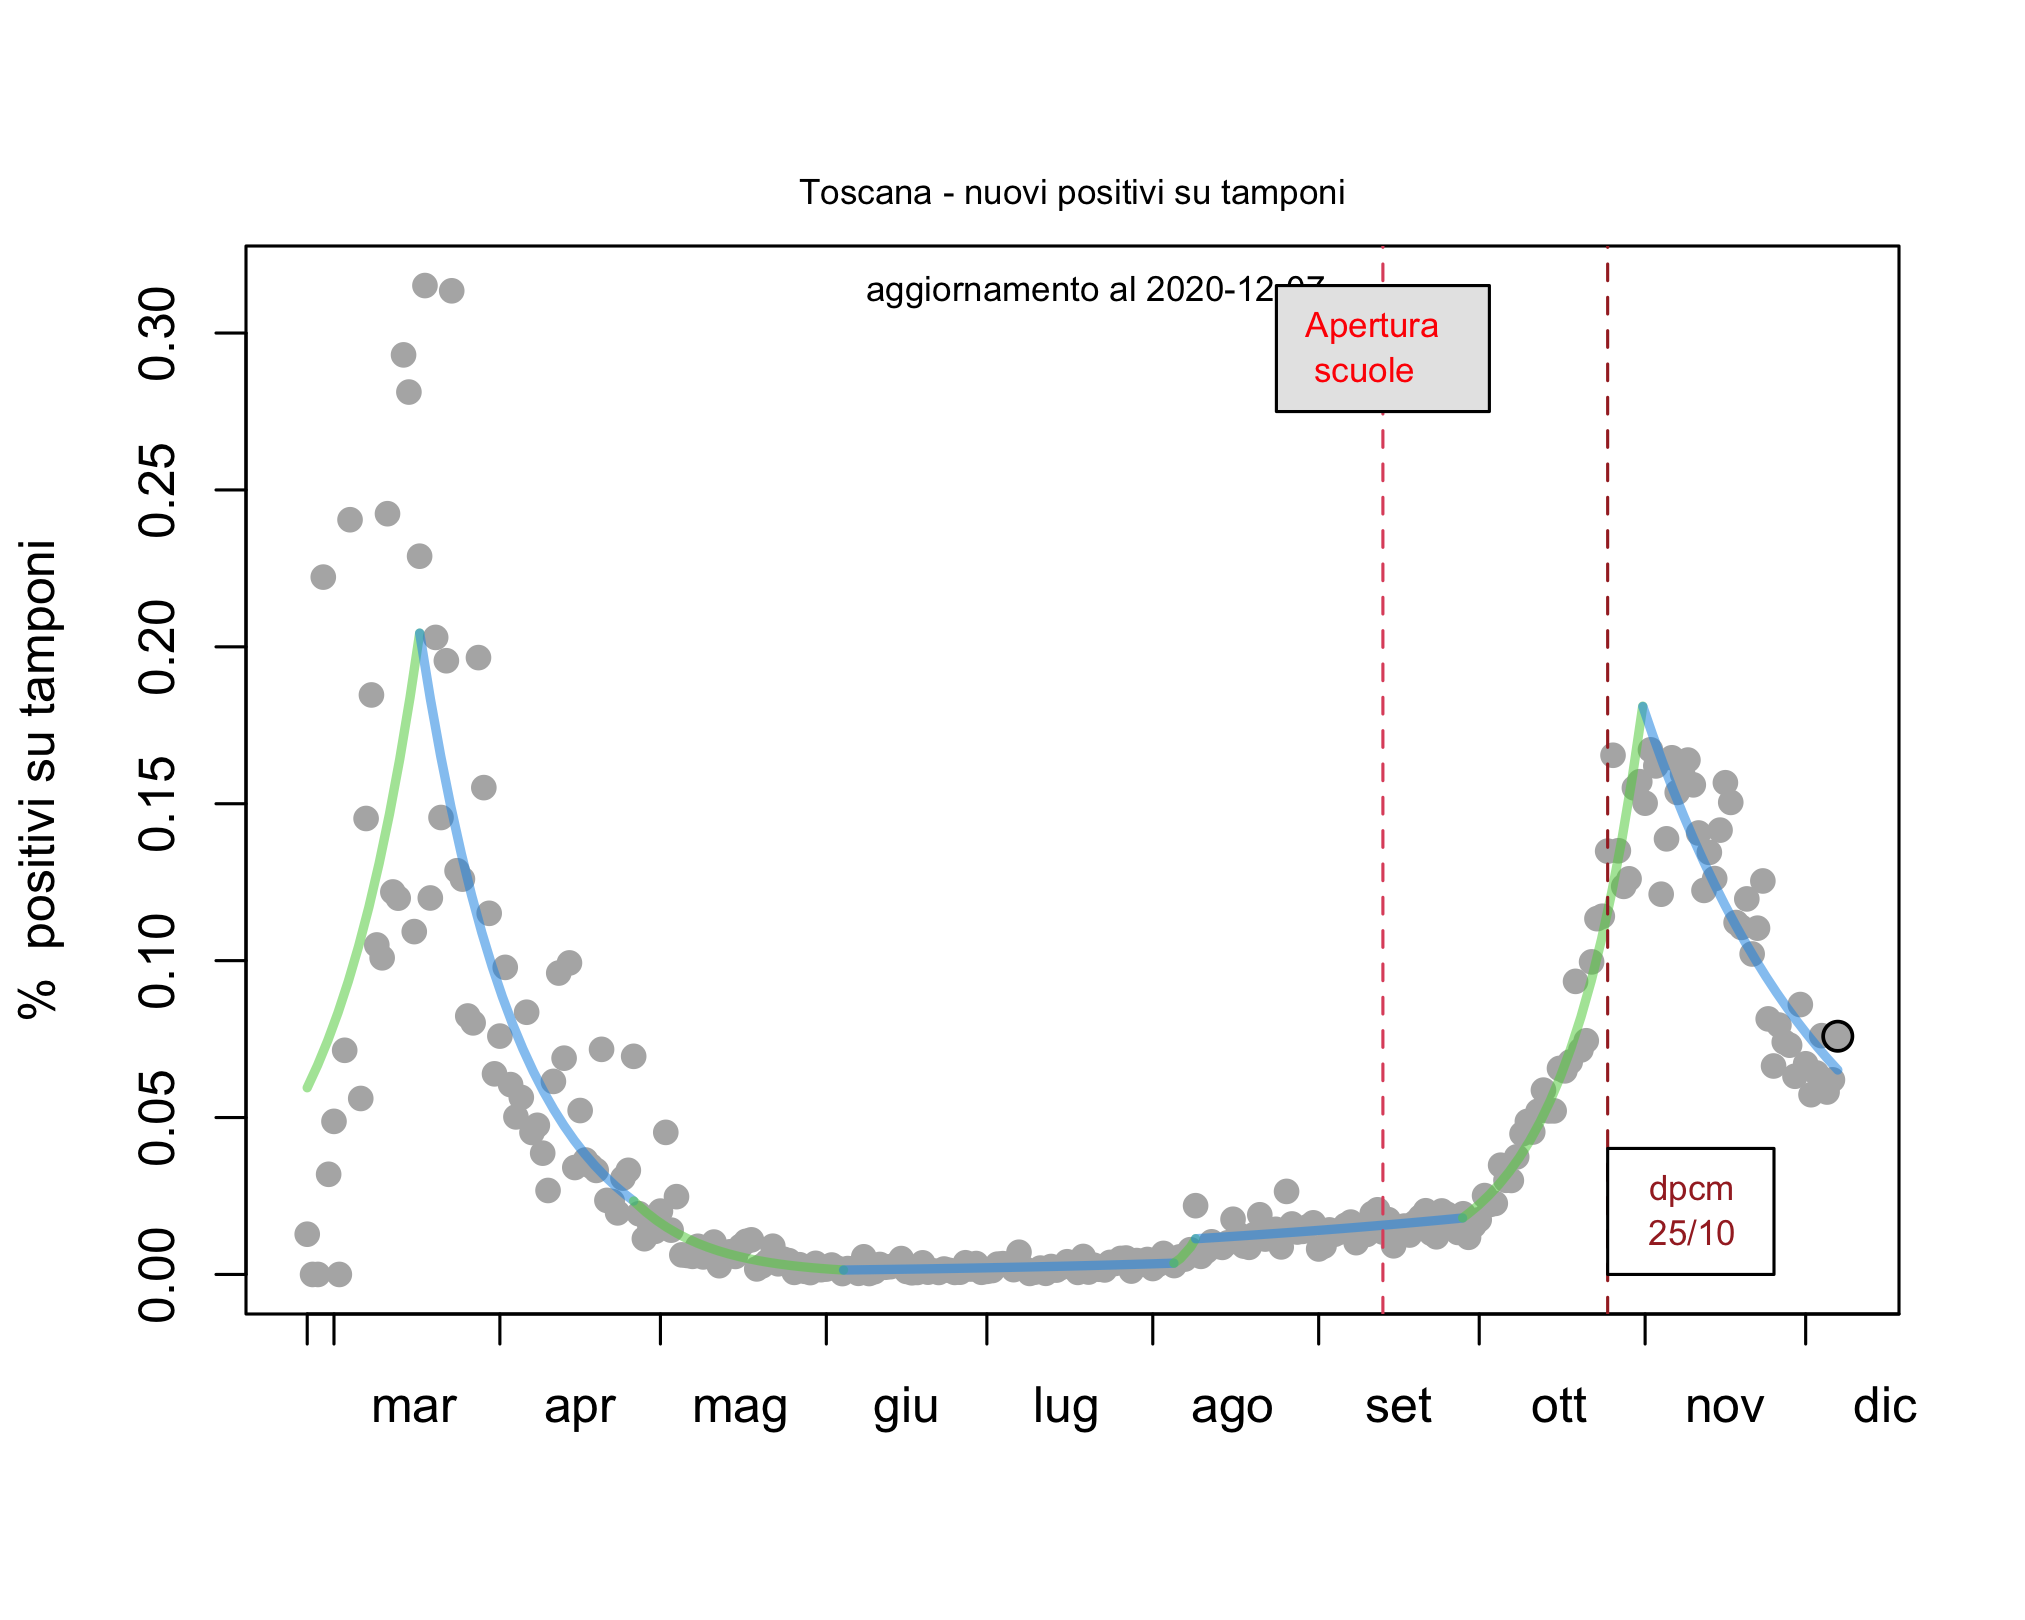 Toscana - nuovi positivi su tamponi
aggiornamento al 2020-12-07
Apertura
scuole
% positivi su tamponi
0.30
0.25
0.20
0.15
0.10
0.05
0.00
dpcm
25/10
mar apr mag giu lug ago set ott nov dic